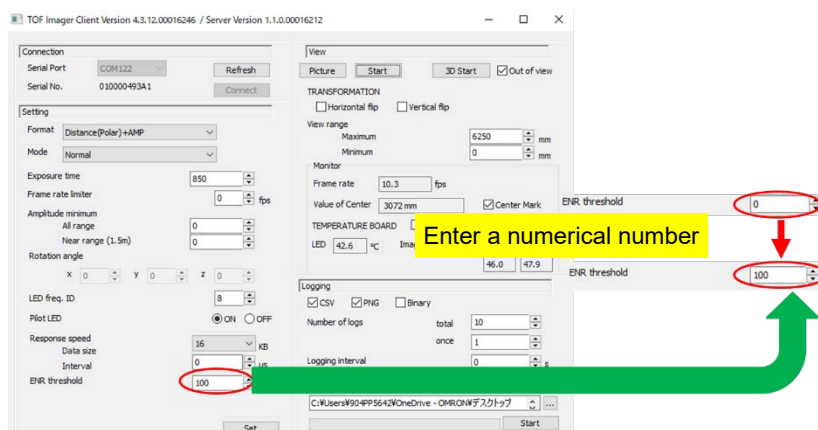 TOF Imager Client Version 4.3.12.00016246 / Server Version 1.1.0.00016212
Connection
Serial Port COM122 Refresh
Serial No. 010000493A1 Connect
Setting
Format Distance(Polar)+AMP
Mode Normal
Exposure time 850
Frame rate limiter 0 fps
Amplitude minimum
All range 0
Near range (1.5m) 0
Rotation angle
x 0 y 0 z 0
LED freq. ID 8
Pilot LED ON OFF
Response speed
Data size 16 KB
Interval 0 us
ENR threshold 100
Set
View
Picture Start 3D Start Out of view
TRANSFORMATION
Horizontal flip Vertical flip
View range
Maximum 6250 mm
Minimum 0 mm
Monitor
Frame rate 10.3 fps
Value of Center 3072 mm Center Mark
TEMPERATURE BOARD
LED 42.6 ℃
46.0 47.9
Logging
CSV PNG Binary
Number of logs total 10
once 1
Logging interval 0 s
C:¥Users¥904PP5642¥OneDrive - OMRON¥デスクトップ ...
Start
Enter a numerical number
ENR threshold 0
ENR threshold 100